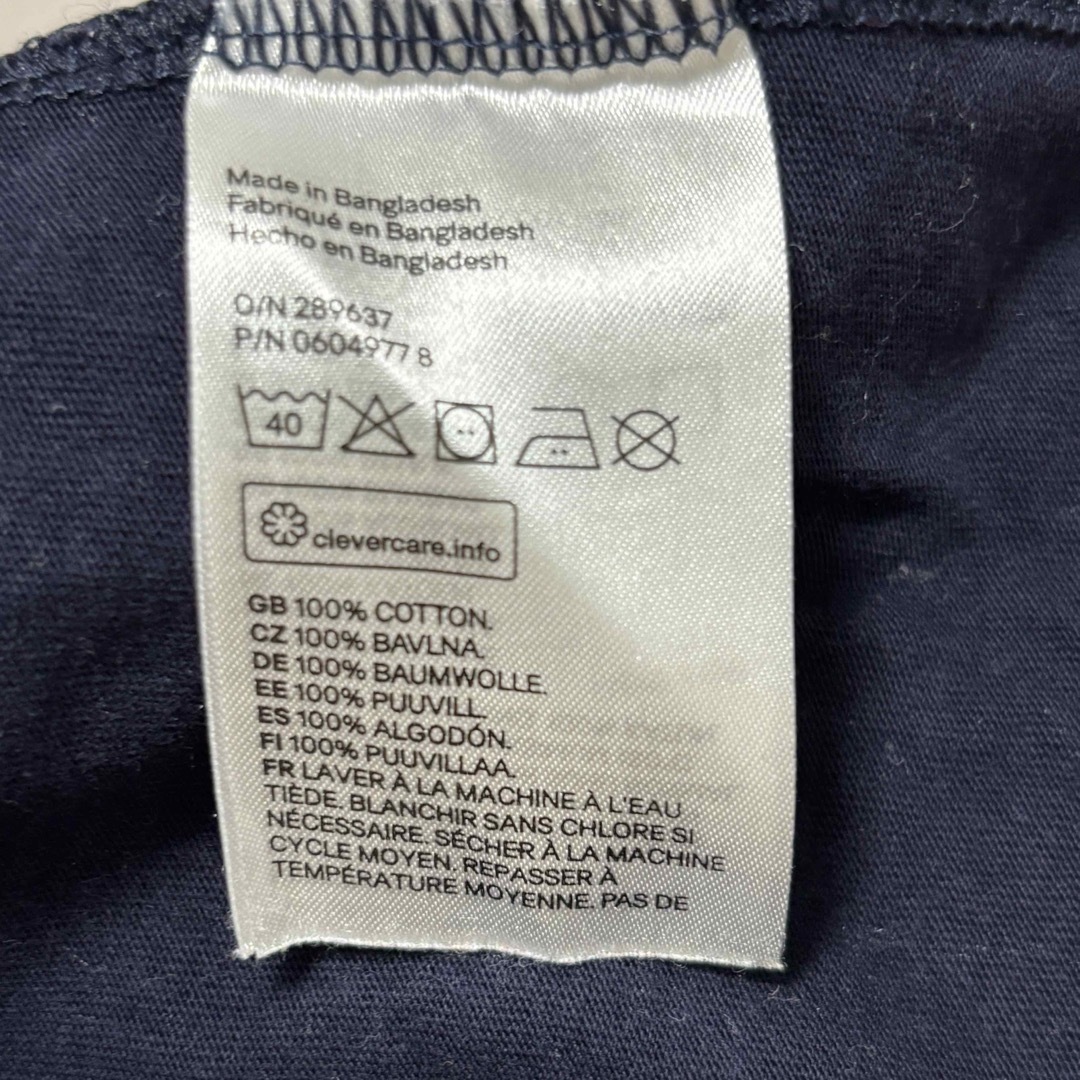 Made in Bangladesh
Fabriqué en Bangladesh
Hecho en Bangladesh
O/N 289637
P/N 0604977 8
40
clevercare.info
GB 100% COTTON.
CZ 100% BAVLNA.
DE 100% BAUMWOLLE.
EE 100% PUUVILL.
ES 100% ALGODÓN.
FI 100% PUUVILLAA.
FR LAVER À LA MACHINE À L'EAU
TIÈDE. BLANCHIR SANS CHLORE SI
NÉCESSAIRE. SÉCHER À LA MACHINE
CYCLE MOYEN. REPASSER À
TEMPÉRATURE MOYENNE. PAS DE